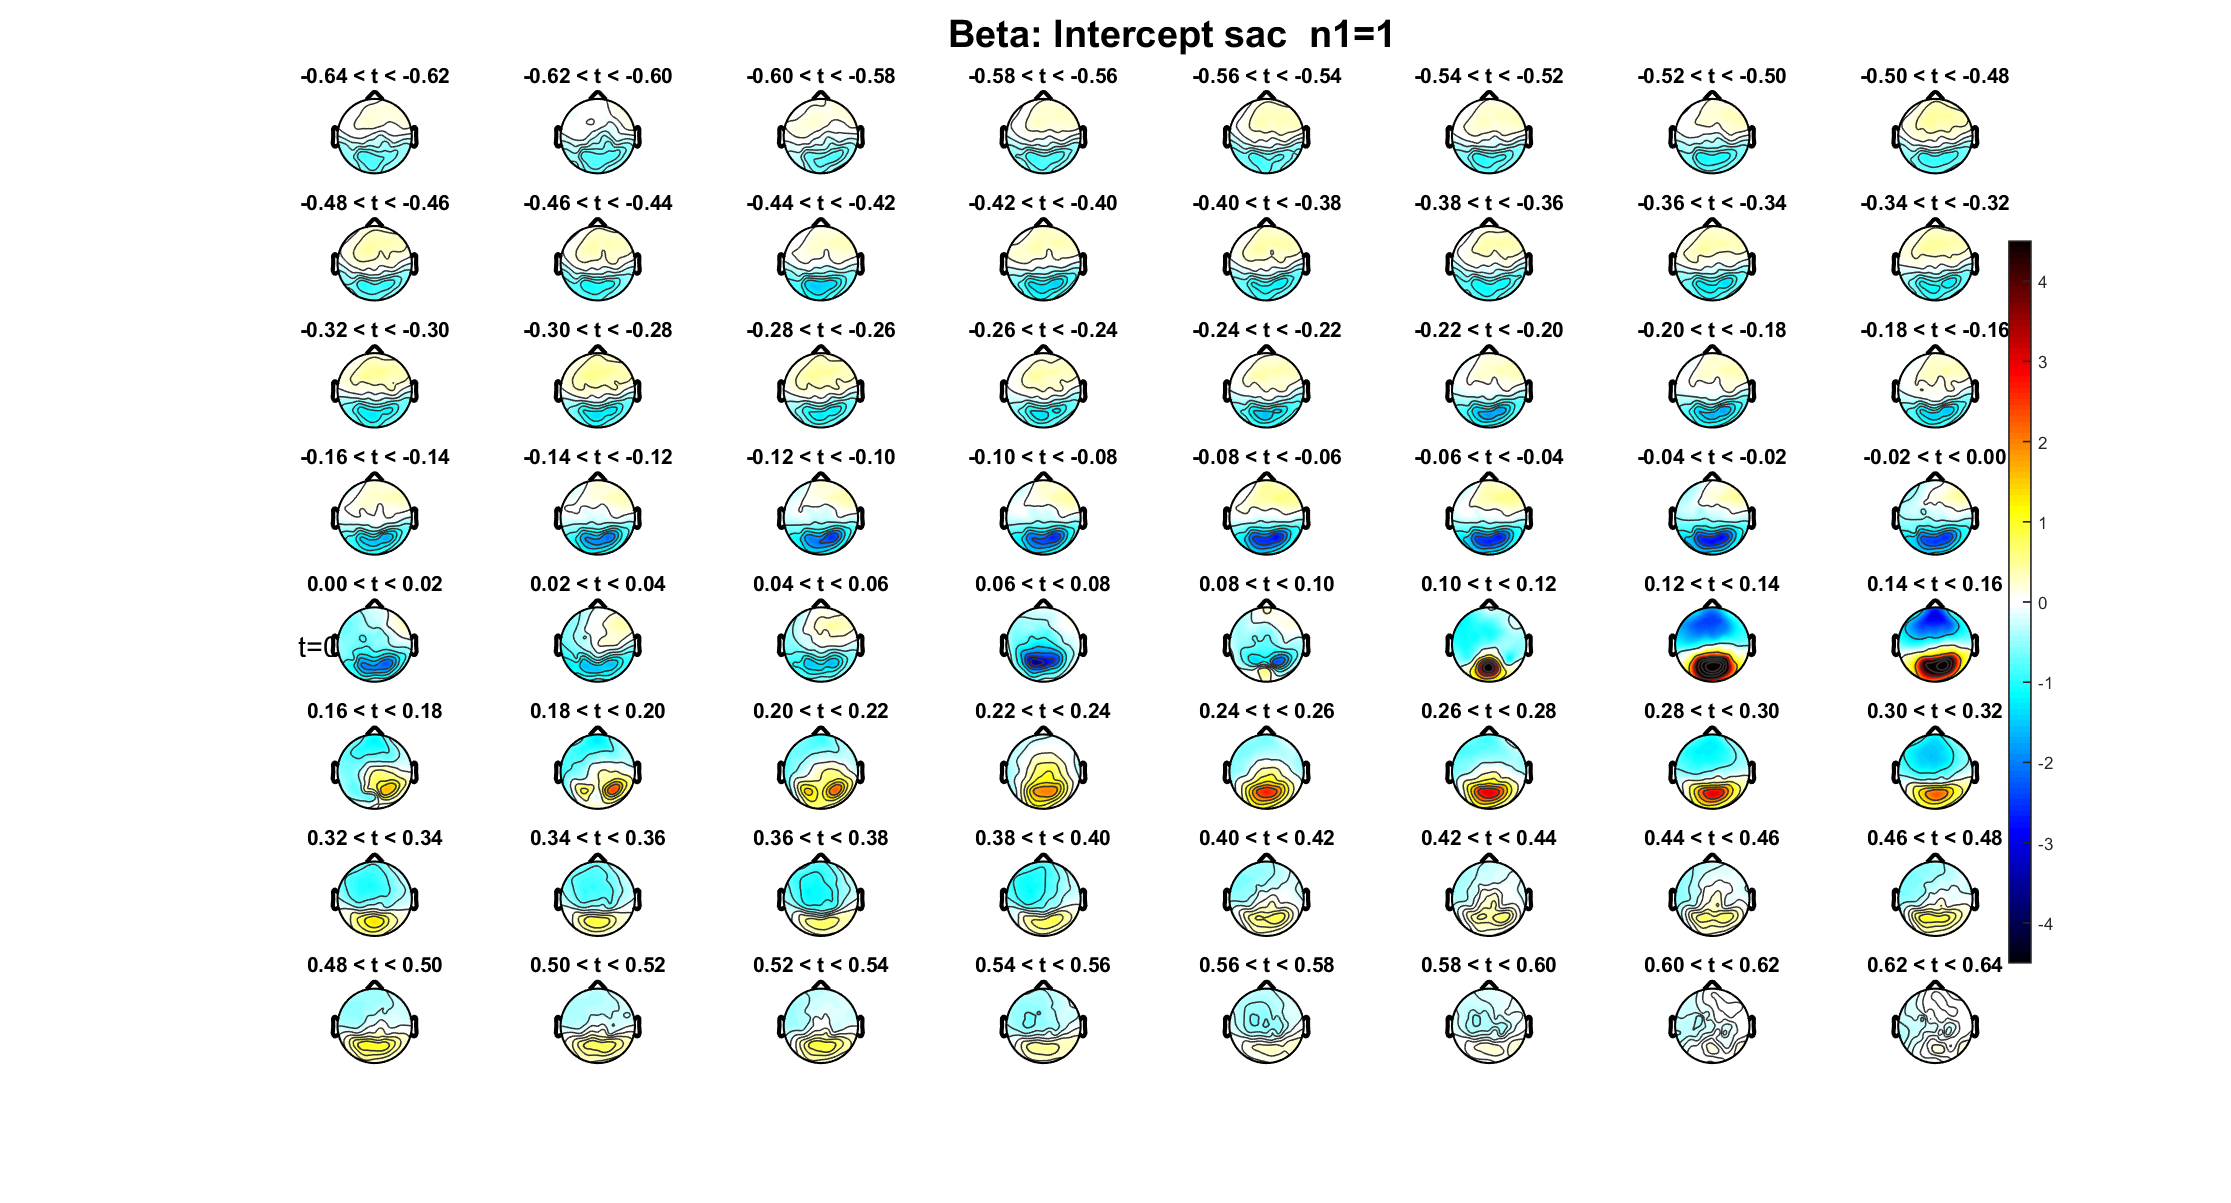 Beta: Intercept sac  n1=1
-0.64 < t < -0.62 -0.62 < t < -0.60 -0.60 < t < -0.58 -0.58 < t < -0.56 -0.56 < t < -0.54 -0.54 < t < -0.52 -0.52 < t < -0.50 -0.50 < t < -0.48
-0.48 < t < -0.46 -0.46 < t < -0.44 -0.44 < t < -0.42 -0.42 < t < -0.40 -0.40 < t < -0.38 -0.38 < t < -0.36 -0.36 < t < -0.34 -0.34 < t < -0.32
-0.32 < t < -0.30 -0.30 < t < -0.28 -0.28 < t < -0.26 -0.26 < t < -0.24 -0.24 < t < -0.22 -0.22 < t < -0.20 -0.20 < t < -0.18 -0.18 < t < -0.16
-0.16 < t < -0.14 -0.14 < t < -0.12 -0.12 < t < -0.10 -0.10 < t < -0.08 -0.08 < t < -0.06 -0.06 < t < -0.04 -0.04 < t < -0.02 -0.02 < t < 0.00
0.00 < t < 0.02 0.02 < t < 0.04 0.04 < t < 0.06 0.06 < t < 0.08 0.08 < t < 0.10 0.10 < t < 0.12 0.12 < t < 0.14 0.14 < t < 0.16
t=0
0.16 < t < 0.18 0.18 < t < 0.20 0.20 < t < 0.22 0.22 < t < 0.24 0.24 < t < 0.26 0.26 < t < 0.28 0.28 < t < 0.30 0.30 < t < 0.32
0.32 < t < 0.34 0.34 < t < 0.36 0.36 < t < 0.38 0.38 < t < 0.40 0.40 < t < 0.42 0.42 < t < 0.44 0.44 < t < 0.46 0.46 < t < 0.48
0.48 < t < 0.50 0.50 < t < 0.52 0.52 < t < 0.54 0.54 < t < 0.56 0.56 < t < 0.58 0.58 < t < 0.60 0.60 < t < 0.62 0.62 < t < 0.64
4
3
2
1
0
-1
-2
-3
-4